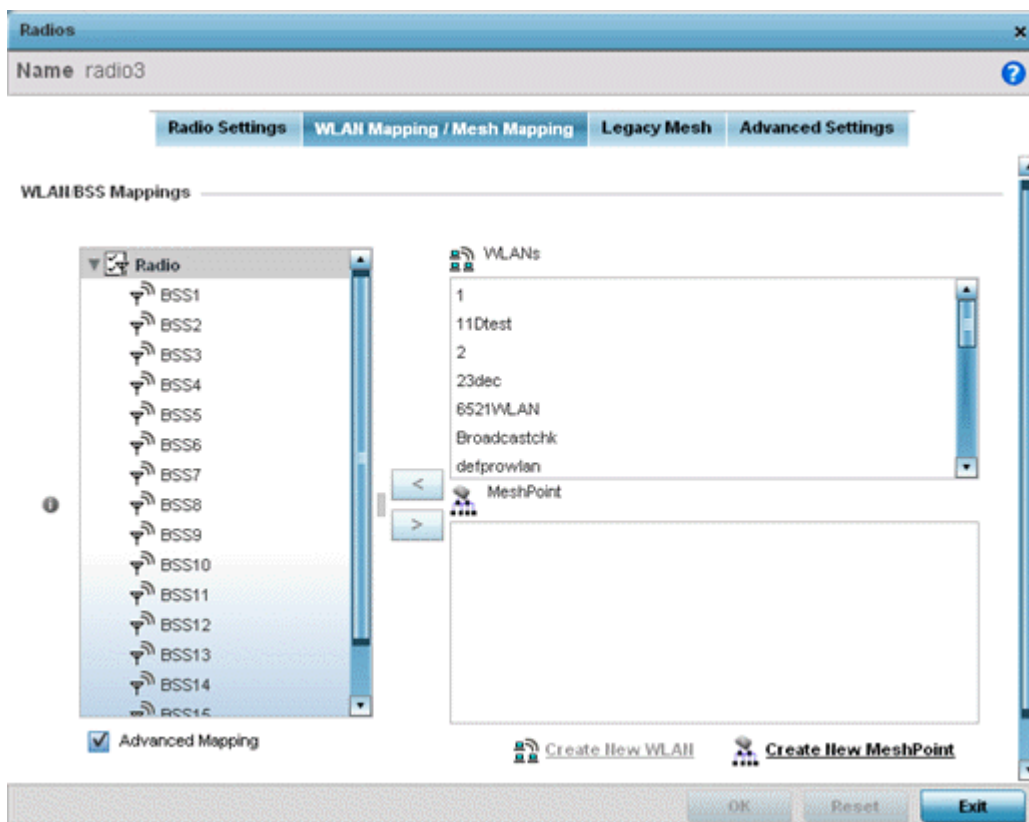 Radios
Name radio3
Radio Settings
WLAN Mapping / Mesh Mapping
Legacy Mesh
Advanced Settings
WLAN/BSS Mappings
Radio
BSS1
BSS2
BSS3
BSS4
BSS5
BSS6
BSS7
BSS8
BSS9
BSS10
BSS11
BSS12
BSS13
BSS14
BSS15
Advanced Mapping
<
>
WLANs
1
11Dtest
2
23dec
6521WLAN
Broadcastchk
defprowlan
MeshPoint
Create New WLAN
Create New MeshPoint
OK
Reset
Exit